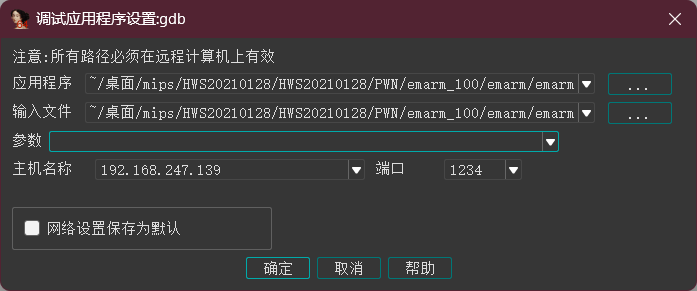 调试应用程序设置:gdb
注意:所有路径必须在远程计算机上有效
应用程序 ~/桌面/mips/HWS20210128/HWS20210128/PWN/emarm_100/emarm/emarm ...
输入文件 ~/桌面/mips/HWS20210128/HWS20210128/PWN/emarm_100/emarm/emarm ...
参数
主机名称 192.168.247.139 端口 1234
网络设置保存为默认
确定 取消 帮助